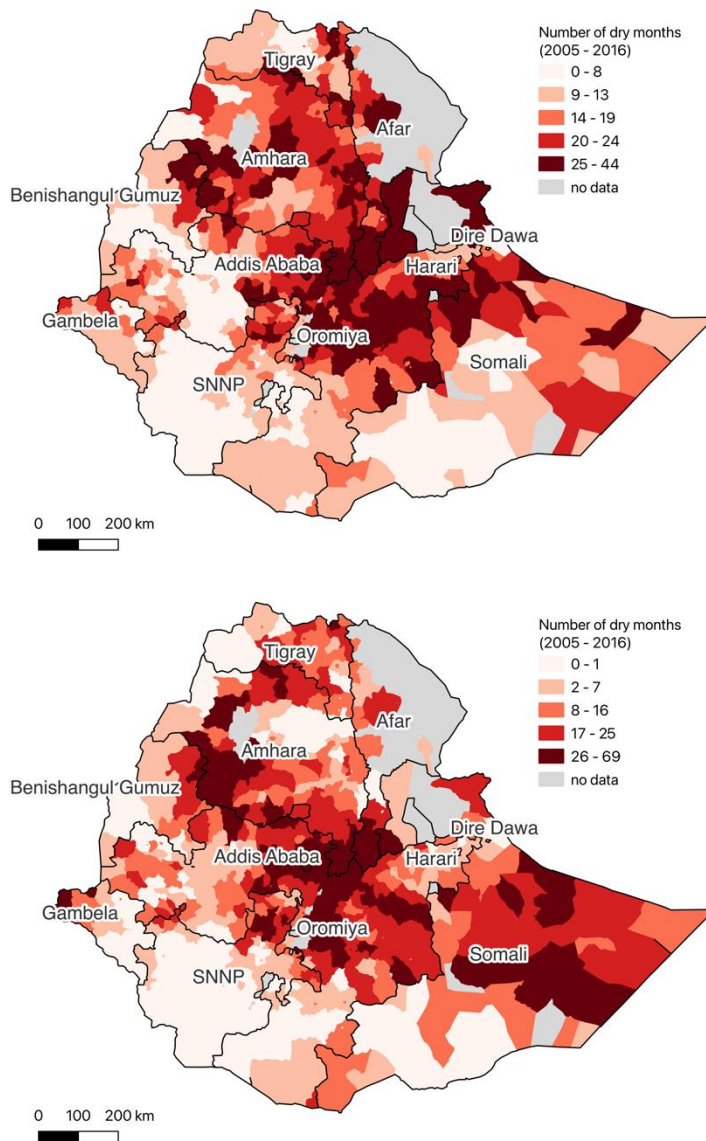 Number of dry months
(2005 - 2016)
0 - 8
9 - 13
14 - 19
20 - 24
25 - 44
no data
Tigray
Afar
Amhara
Benishangul Gumuz
Dire Dawa
Addis Ababa
Harari
Gambela
Oromiya
Somali
SNNP
0 100 200 km
Number of dry months
(2005 - 2016)
0 - 1
2 - 7
8 - 16
17 - 25
26 - 69
no data
Tigray
Afar
Amhara
Benishangul Gumuz
Dire Dawa
Addis Ababa
Harari
Gambela
Oromiya
Somali
SNNP
0 100 200 km